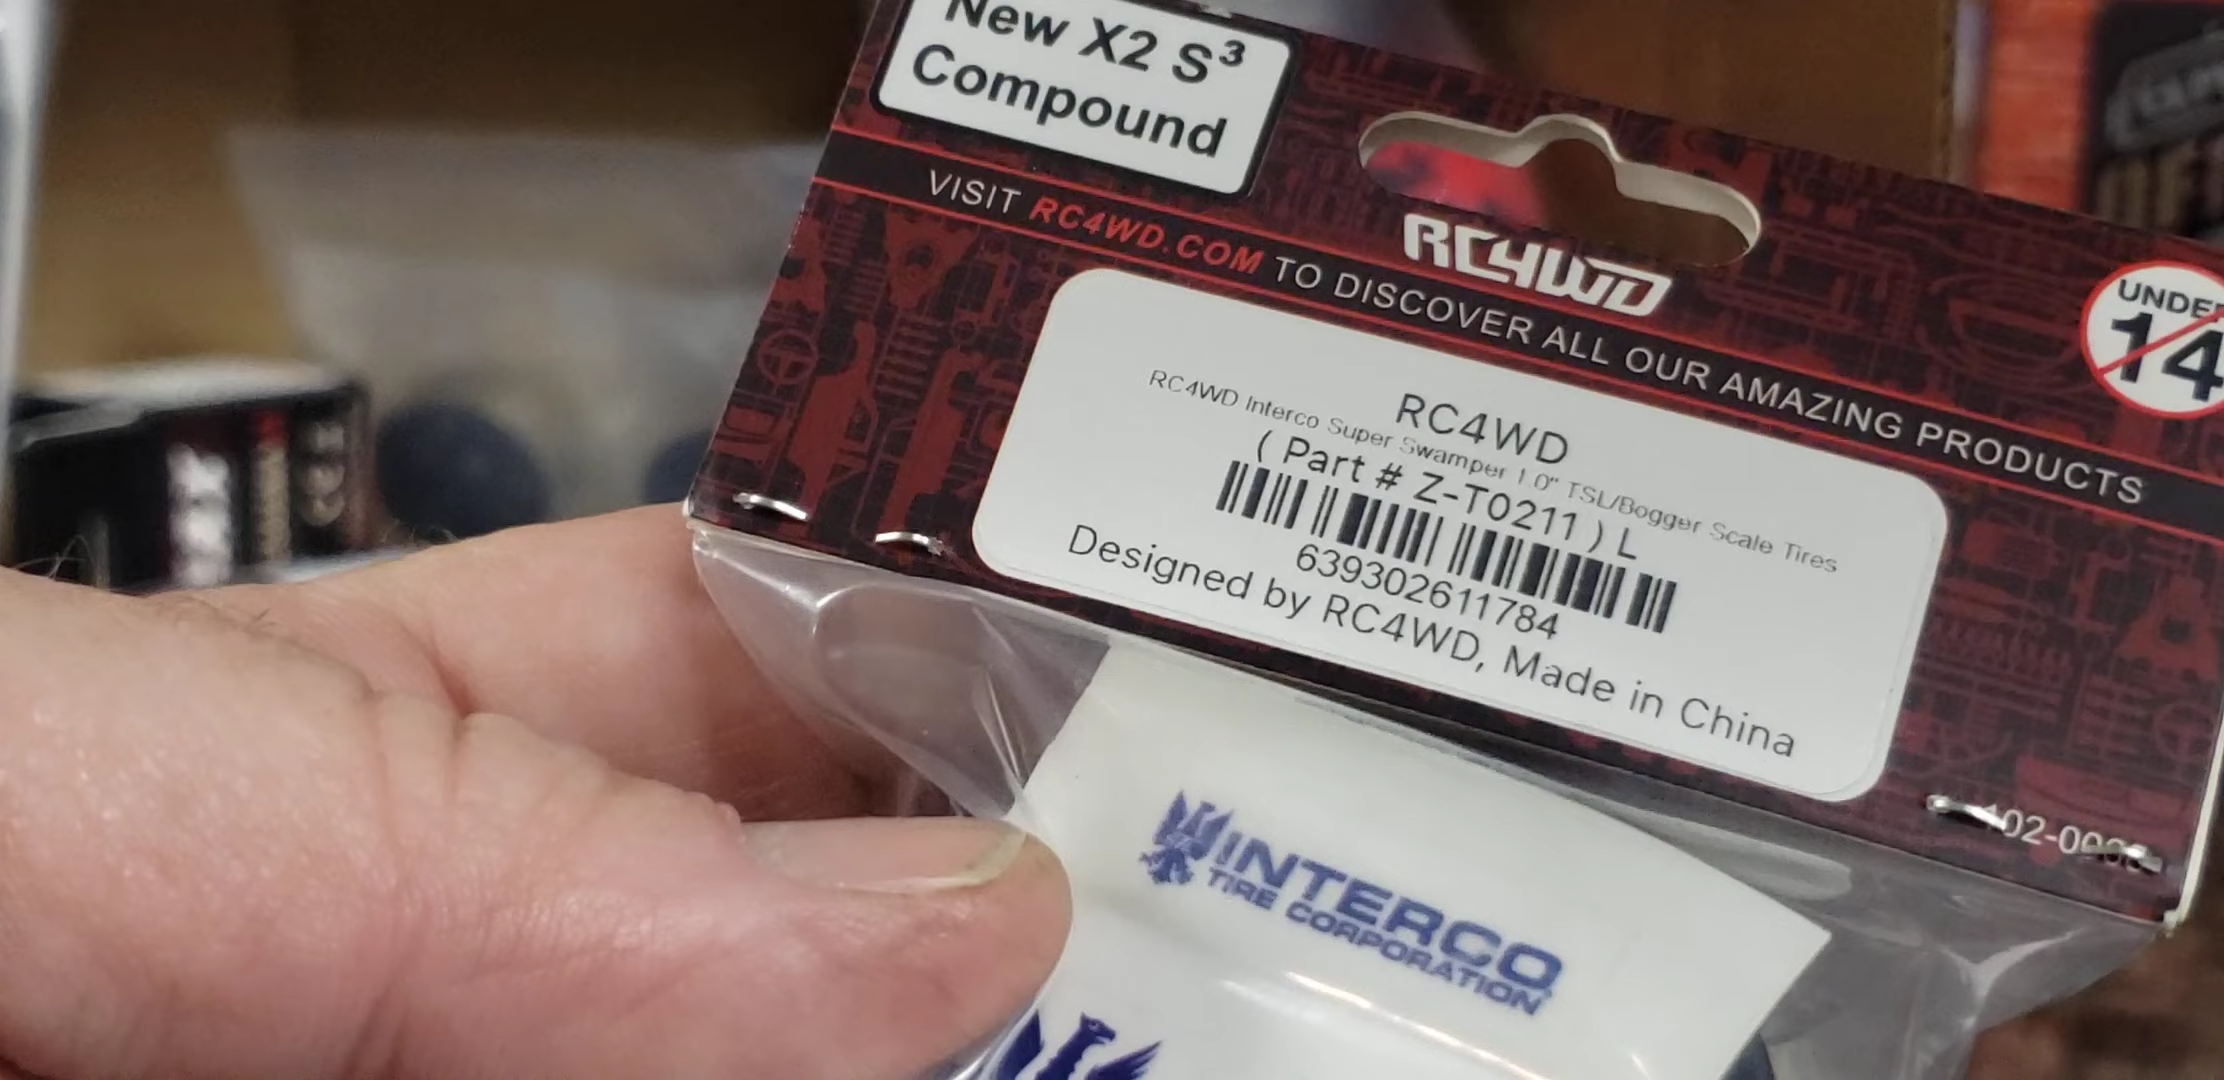 New X2 S³
Compound
RC4WD
VISIT RC4WD.COM TO DISCOVER ALL OUR AMAZING PRODUCTS
UNDER
14
RC4WD
RC4WD Interco Super Swamper 1.0" TSL/Bogger Scale Tires
( Part # Z-T0211 ) L
639302611784
Designed by RC4WD, Made in China
INTERCO
TIRE CORPORATION